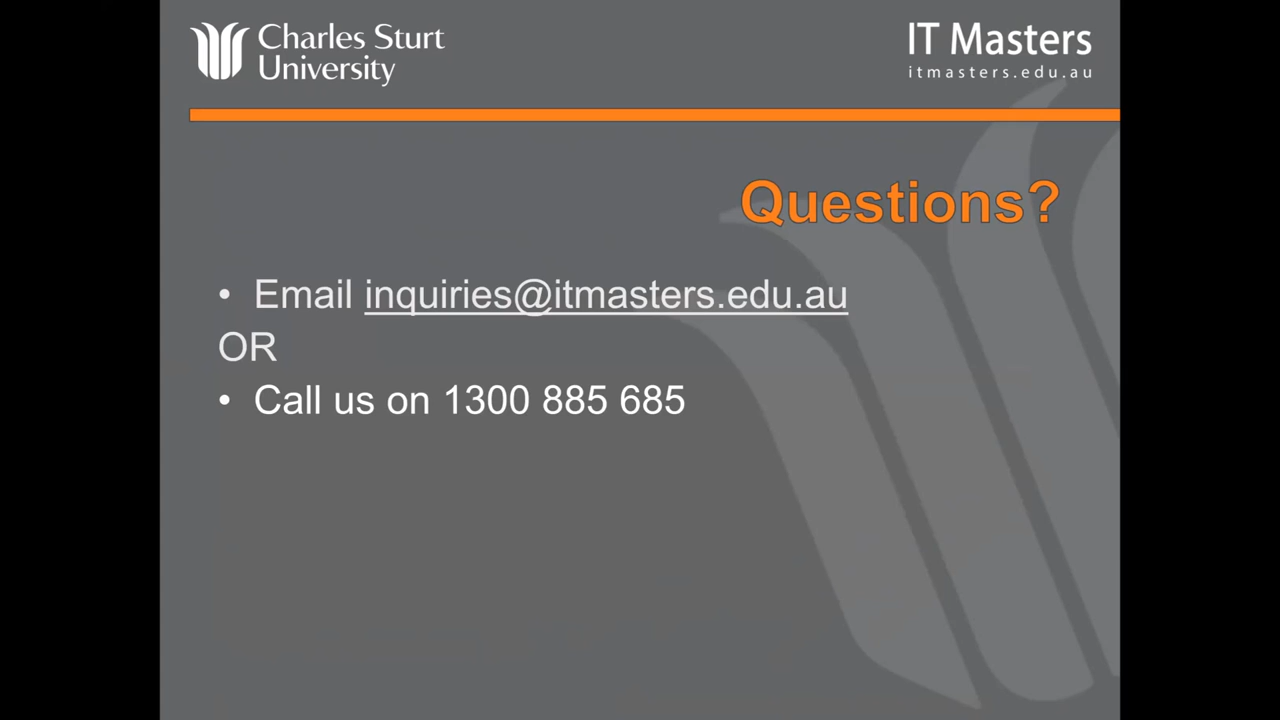 Charles Sturt
University
IT Masters
itmasters.edu.au
Questions?
• Email inquiries@itmasters.edu.au
OR
• Call us on 1300 885 685